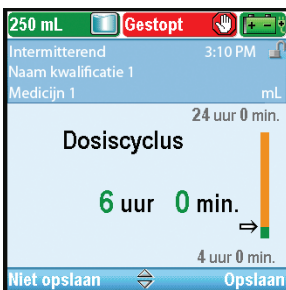 250 mL Gestopt
Intermitterend 3:10 PM
Naam kwalificatie 1
Medicijn 1 mL
24 uur 0 min.
Dosiscyclus
6 uur 0 min.
4 uur 0 min.
Niet opslaan Opslaan